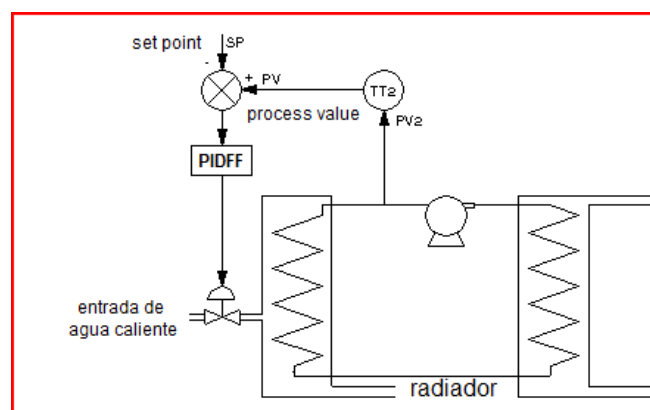 set point SP
- + PV
TT2
process value
PV2
PIDFF
entrada de
agua caliente
radiador